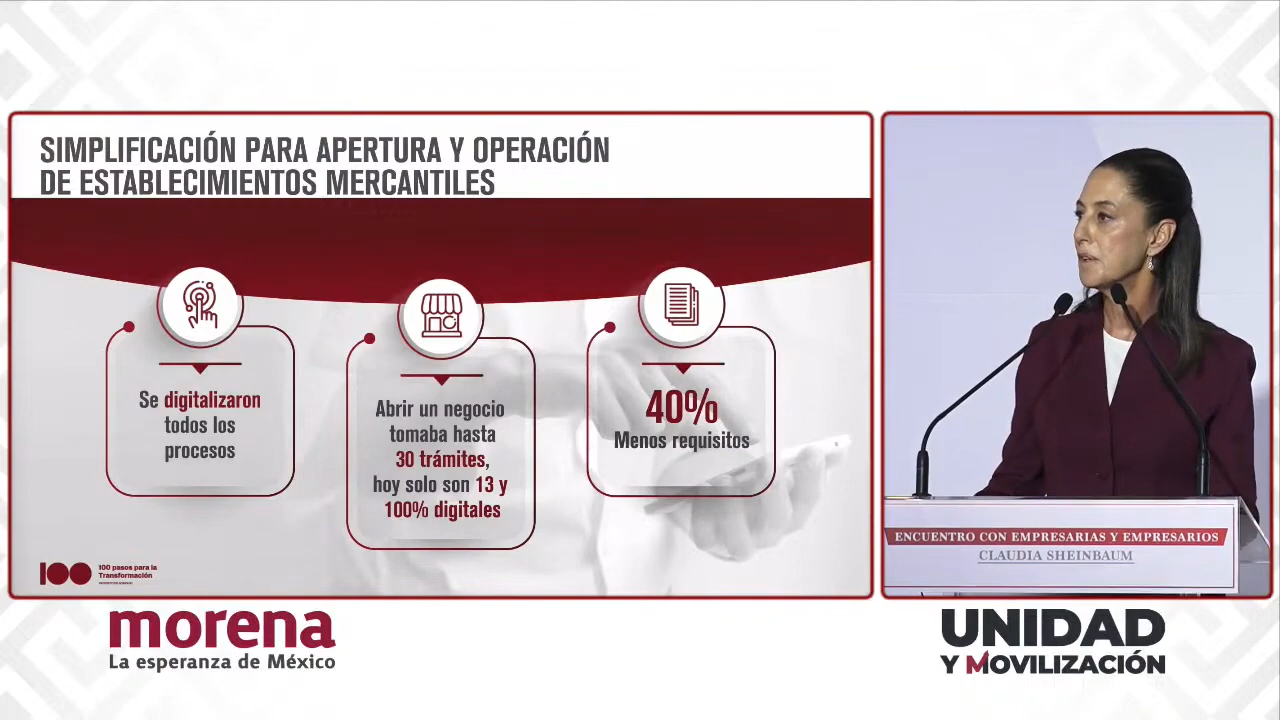 SIMPLIFICACIÓN PARA APERTURA Y OPERACIÓN
DE ESTABLECIMIENTOS MERCANTILES
Se digitalizaron
todos los
procesos
Abrir un negocio
tomaba hasta
30 trámites,
hoy solo son 13 y
100% digitales
40%
Menos requisitos
100
100 pasos para la
Transformación
ENCUENTRO CON EMPRESARIAS Y EMPRESARIOS
CLAUDIA SHEINBAUM
morena
La esperanza de México
UNIDAD
Y MOVILIZACIÓN